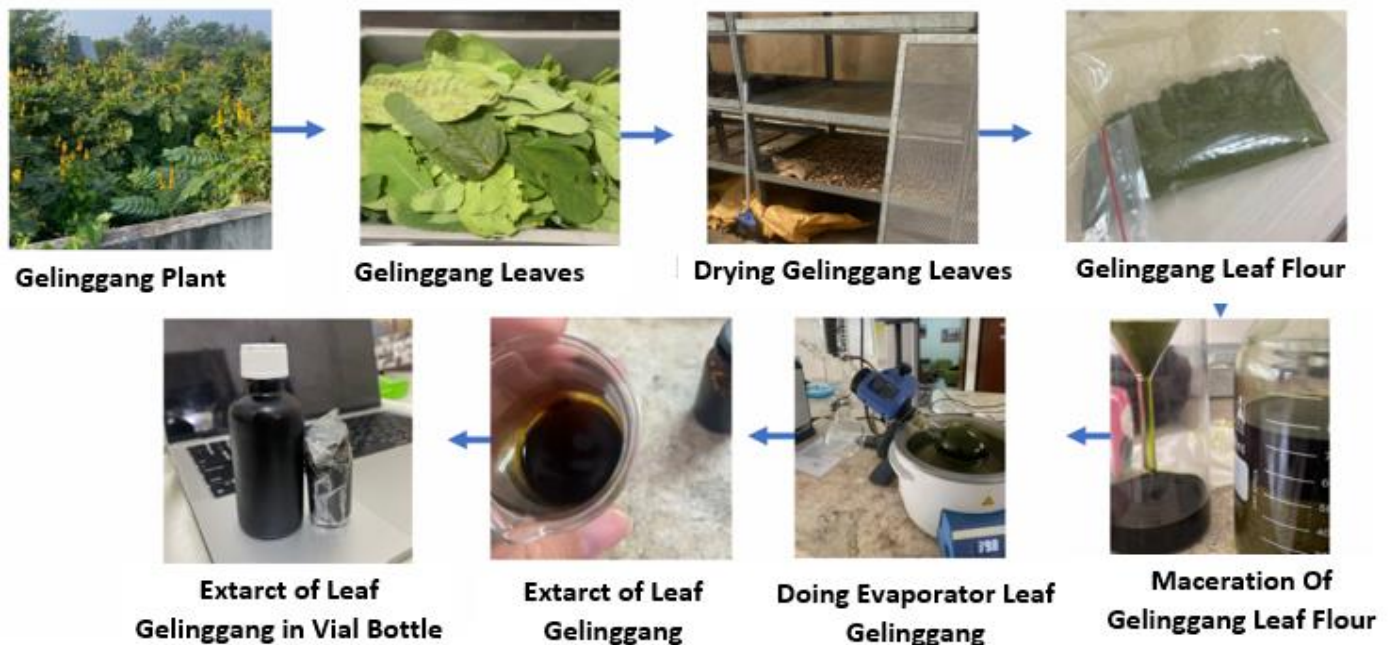 Gelinggang Plant
Gelinggang Leaves
Drying Gelinggang Leaves
Gelinggang Leaf Flour
Extarct of Leaf
Gelinggang in Vial Bottle
Extarct of Leaf
Gelinggang
Doing Evaporator Leaf
Gelinggang
Maceration Of
Gelinggang Leaf Flour